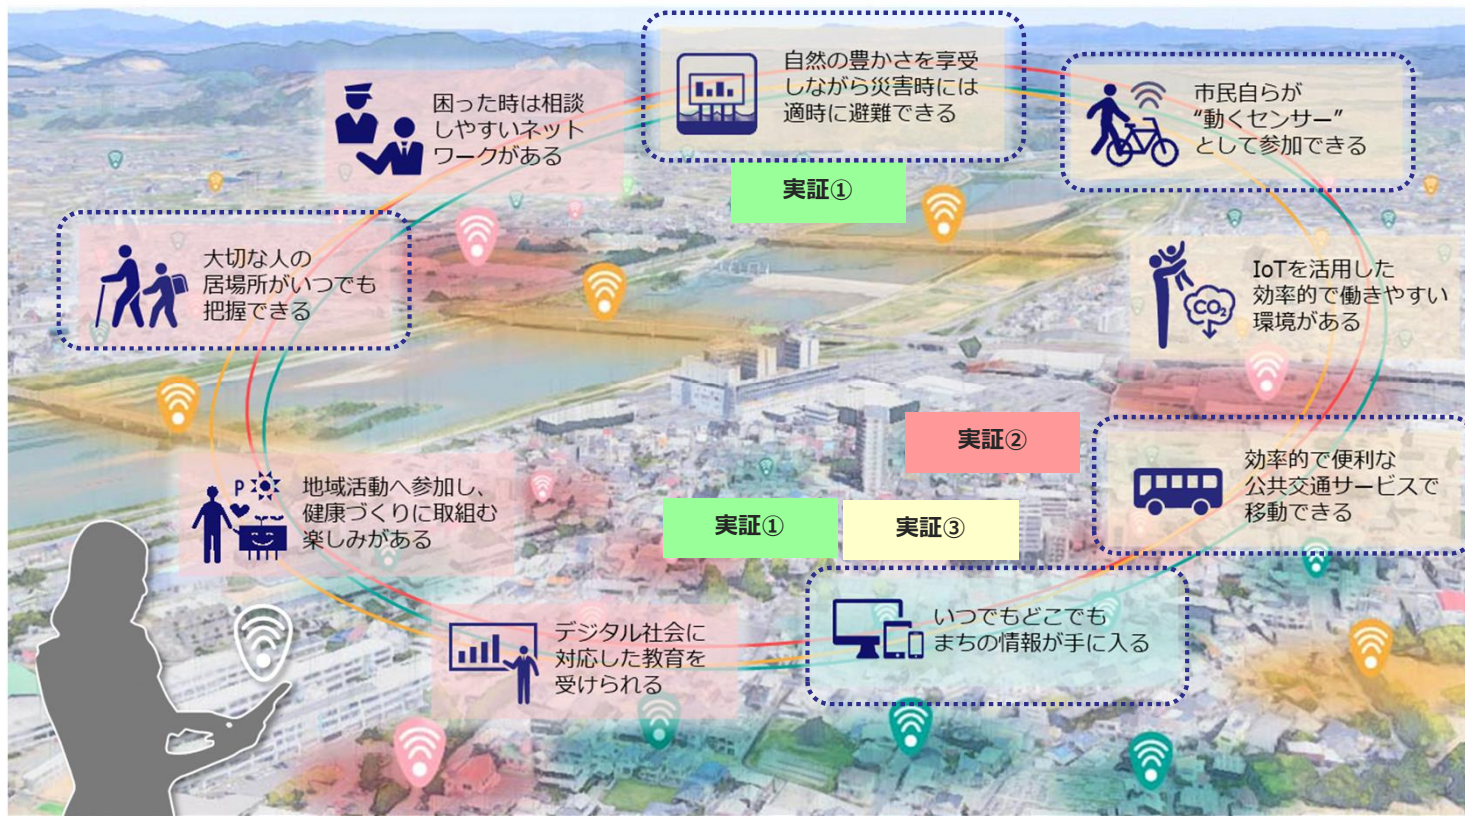 自然の豊かさを享受
しながら災害時には
適時に避難できる
実証①
市民自らが
“動くセンサー”
として参加できる
困った時は相談
しやすいネット
ワークがある
大切な人の
居場所がいつでも
把握できる
IoTを活用した
効率的で働きやすい
環境がある
CO₂
実証②
効率的で便利な
公共交通サービスで
移動できる
P
地域活動へ参加し、
健康づくりに取組む
楽しみがある
実証①
実証③
いつでもどこでも
まちの情報が手に入る
デジタル社会に
対応した教育を
受けられる